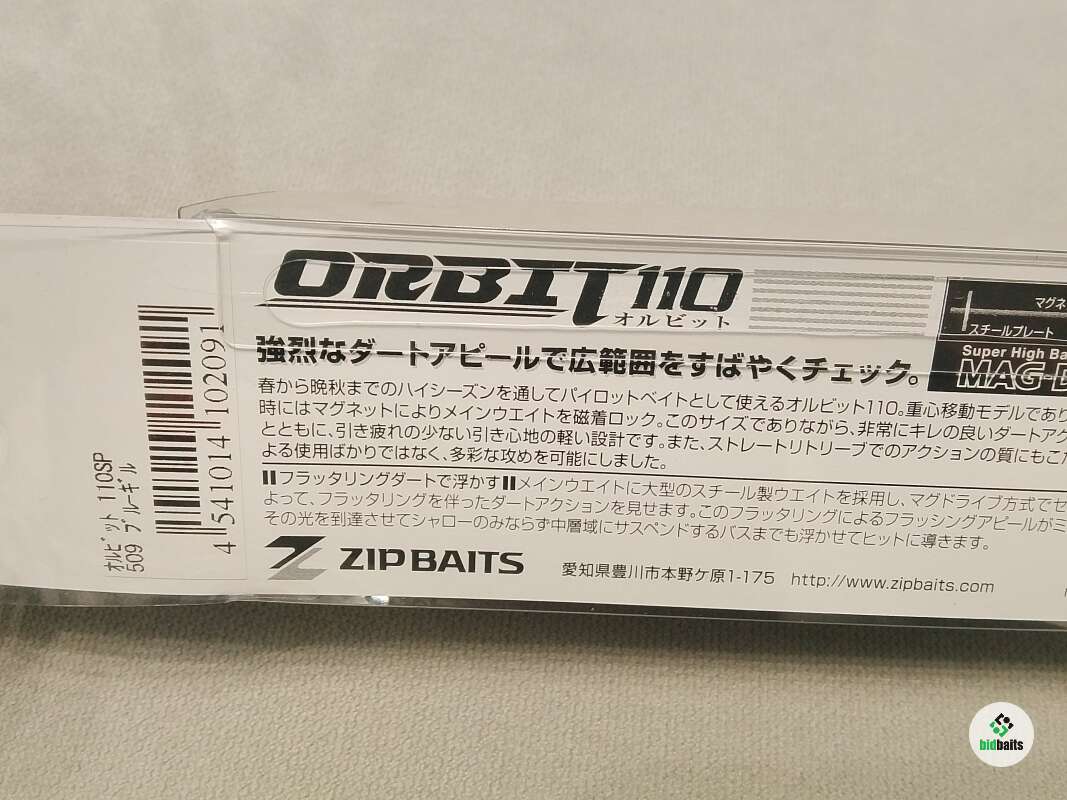 ORBIT110
オルビット
マグネ
スチールプレート
Super High Ba
MAG-D
強烈なダートアピールで広範囲をすばやくチェック。
春から晩秋までのハイシーズンを通してパイロットベイトとして使えるオルビット110。重心移動モデルであり
時にはマグネットによりメインウエイトを磁着ロック。このサイズでありながら、非常にキレの良いダートアク
とともに、引き疲れの少ない引き心地の軽い設計です。また、ストレートリトリーブでのアクションの質にもこだ
よる使用ばかりではなく、多彩な攻めを可能にしました。
フラッタリングダートで浮かす メインウエイトに大型のスチール製ウエイトを採用し、マグドライブ方式でセ
よって、フラッタリングを伴ったダートアクションを見せます。このフラッタリングによるフラッシングアピールがミ
その光を到達させてシャローのみならず中層域にサスペンドするバスまでも浮かせてヒットに導きます。
ZIPBAITS
愛知県豊川市本野ケ原1-175 http://www.zipbaits.com
オルビット 110SP
509 ブルーギル
4 541014 102091
bidbaits